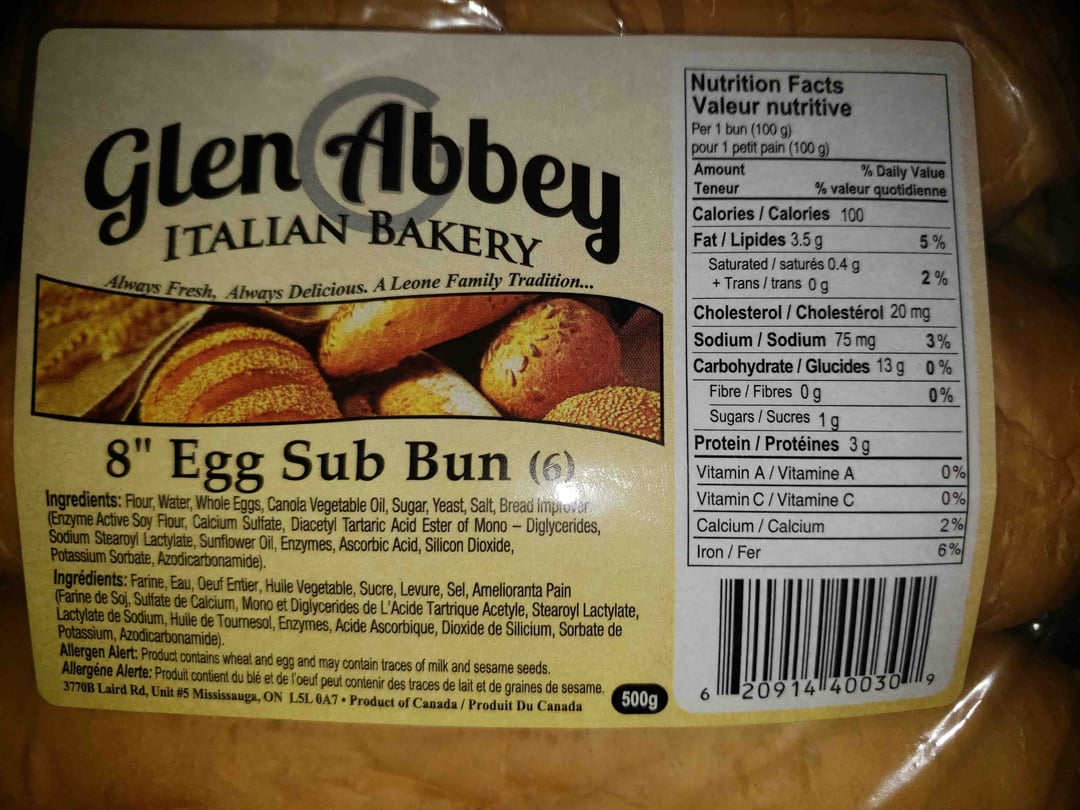 Glen Abbey
ITALIAN BAKERY
Always Fresh, Always Delicious. A Leone Family Tradition...
8" Egg Sub Bun (6)
Ingredients: Flour, Water, Whole Eggs, Canola Vegetable Oil, Sugar, Yeast, Salt, Bread Improver
(Enzyme Active Soy Flour, Calcium Sulfate, Diacetyl Tartaric Acid Ester of Mono – Diglycerides,
Sodium Stearoyl Lactylate, Sunflower Oil, Enzymes, Ascorbic Acid, Silicon Dioxide,
Potassium Sorbate, Azodicarbonamide).
Ingrédients: Farine, Eau, Oeuf Entier, Huile Vegetable, Sucre, Levure, Sel, Amelioranta Pain
(Farine de Soj, Sulfate de Calcium, Mono et Diglycerides de L'Acide Tartrique Acetyle, Stearoyl Lactylate,
Lactylate de Sodium, Huile de Tournesol, Enzymes, Acide Ascorbique, Dioxide de Silicium, Sorbate de
Potassium, Azodicarbonamide).
Allergen Alert: Product contains wheat and egg and may contain traces of milk and sesame seeds.
Allergéne Alerte: Produit contient du blé et de l'oeuf peut contenir des traces de lait et de graines de sesame.
3770B Laird Rd, Unit #5 Mississauga, ON L5L 0A7 • Product of Canada / Produit Du Canada
500g
Nutrition Facts
Valeur nutritive
Per 1 bun (100 g)
pour 1 petit pain (100 g)
Amount % Daily Value
Teneur % valeur quotidienne
Calories / Calories 100
Fat / Lipides 3.5 g 5 %
Saturated / saturés 0.4 g
+ Trans / trans 0 g 2 %
Cholesterol / Cholestérol 20 mg
Sodium / Sodium 75 mg 3%
Carbohydrate / Glucides 13 g 0 %
Fibre / Fibres 0 g 0%
Sugars / Sucres 1 g
Protein / Protéines 3 g
Vitamin A / Vitamine A 0%
Vitamin C / Vitamine C 0%
Calcium / Calcium 2%
Iron / Fer 6%
6 20914 40030 9